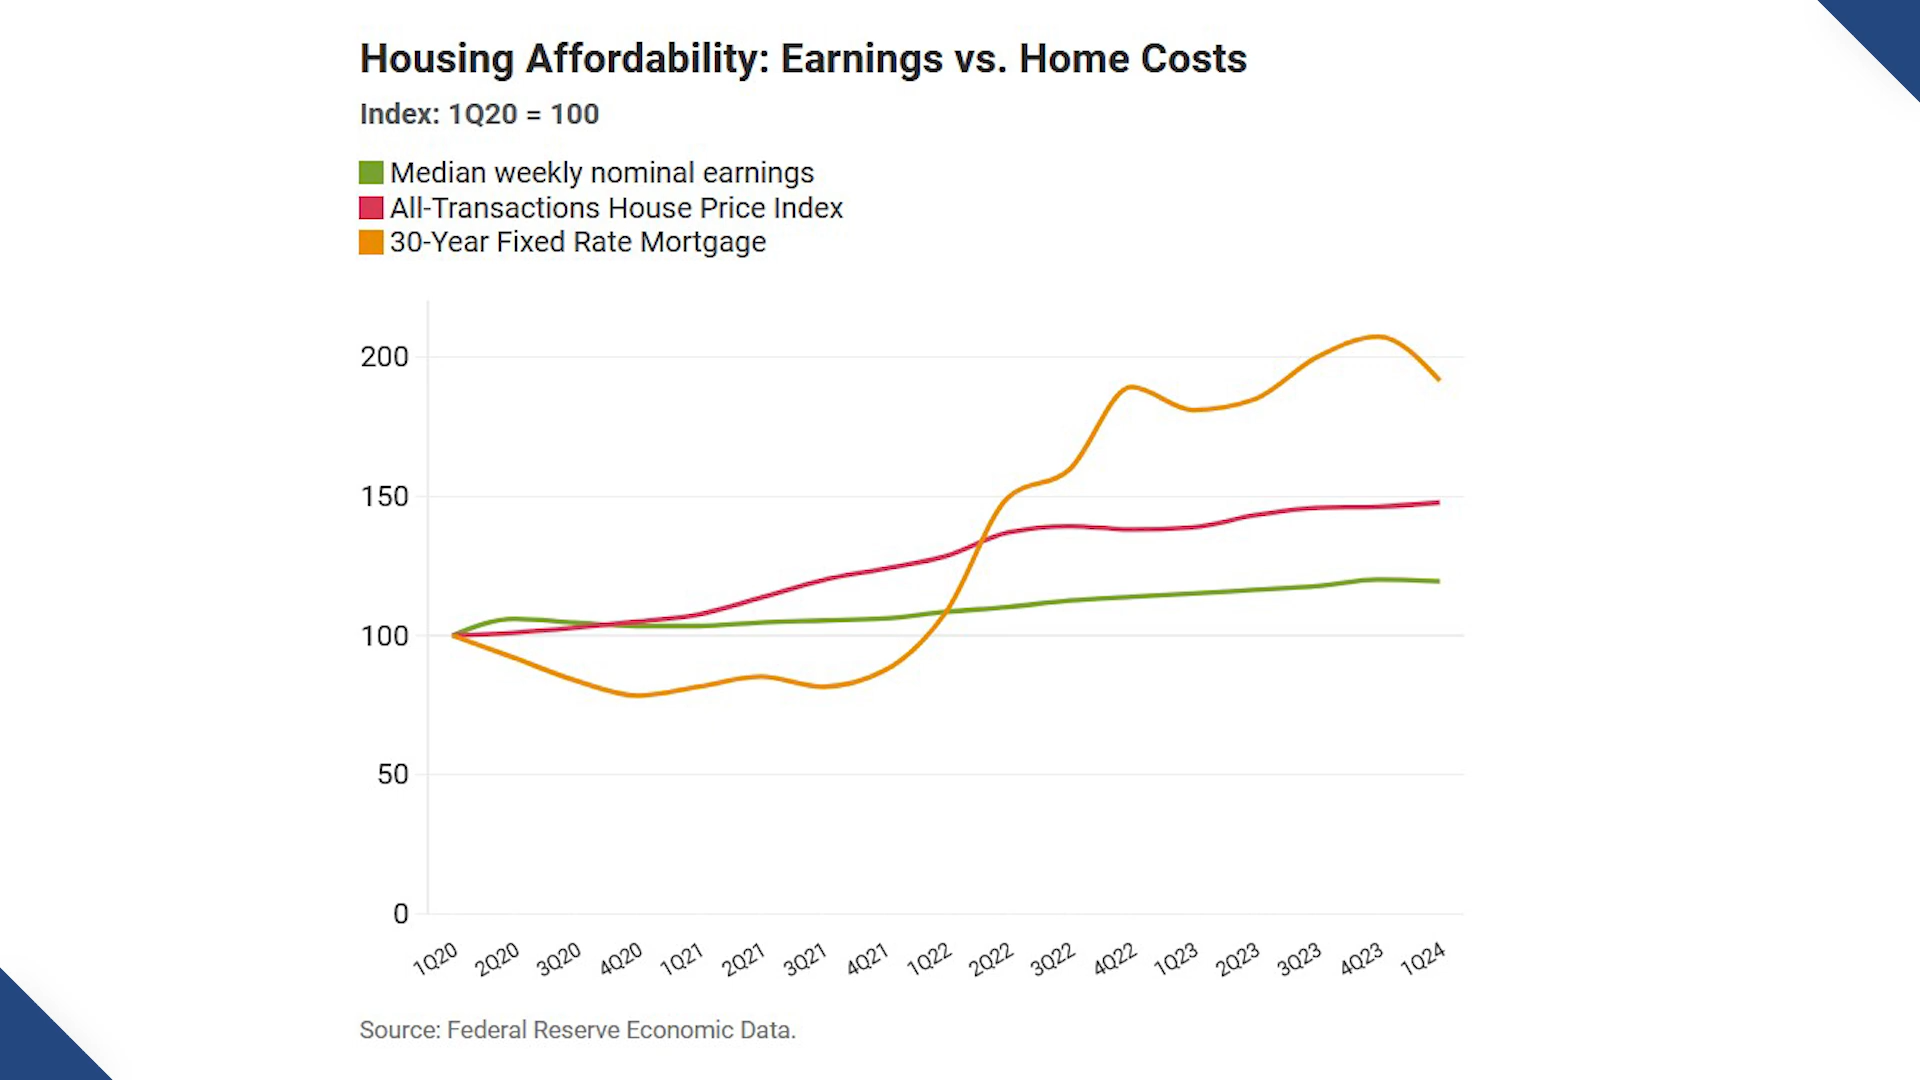 Housing Affordability: Earnings vs. Home Costs
Index: 1Q20 = 100
Median weekly nominal earnings
All-Transactions House Price Index
30-Year Fixed Rate Mortgage
200
150
100
50
0
1Q20 2Q20 3Q20 4Q20 1Q21 2Q21 3Q21 4Q21 1Q22 2Q22 3Q22 4Q22 1Q23 2Q23 3Q23 4Q23 1Q24
Source: Federal Reserve Economic Data.